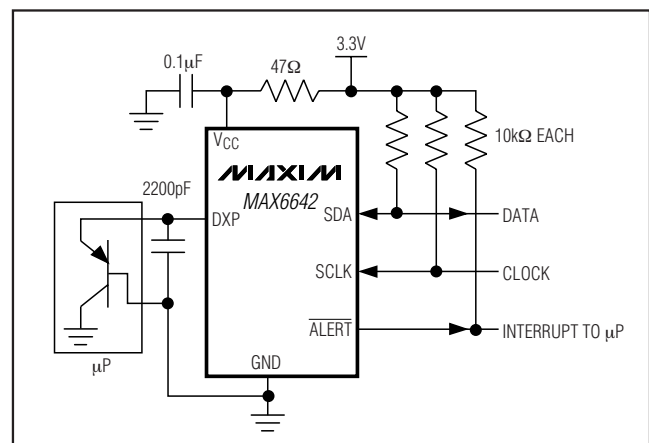 3.3V
0.1μF
47Ω
10kΩ EACH
VCC
MAXIM
MAX6642
2200pF
DXP
SDA
DATA
SCLK
CLOCK
ALERT
INTERRUPT TO μP
GND
μP